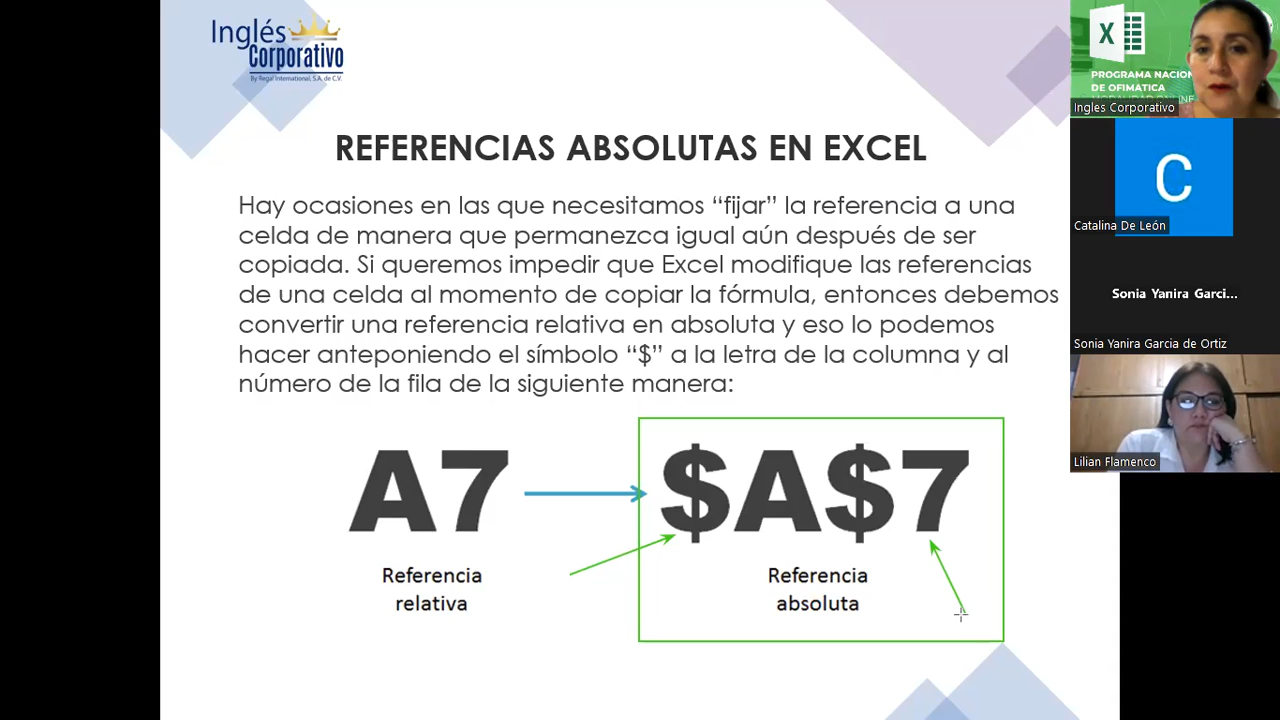 Inglés
Corporativo
By Regal International, S.A. de C.V.
REFERENCIAS ABSOLUTAS EN EXCEL
Hay ocasiones en las que necesitamos “fijar” la referencia a una
celda de manera que permanezca igual aún después de ser
copiada. Si queremos impedir que Excel modifique las referencias
de una celda al momento de copiar la fórmula, entonces debemos
convertir una referencia relativa en absoluta y eso lo podemos
hacer anteponiendo el símbolo “$” a la letra de la columna y al
número de la fila de la siguiente manera:
A7
$A$7
Referencia
relativa
Referencia
absoluta
X
PROGRAMA NACION
DE OFIMÁTICA
Ingles Corporativo
C
Catalina De León
Sonia Yanira Garci...
Sonia Yanira Garcia de Ortiz
Lilian Flamenco